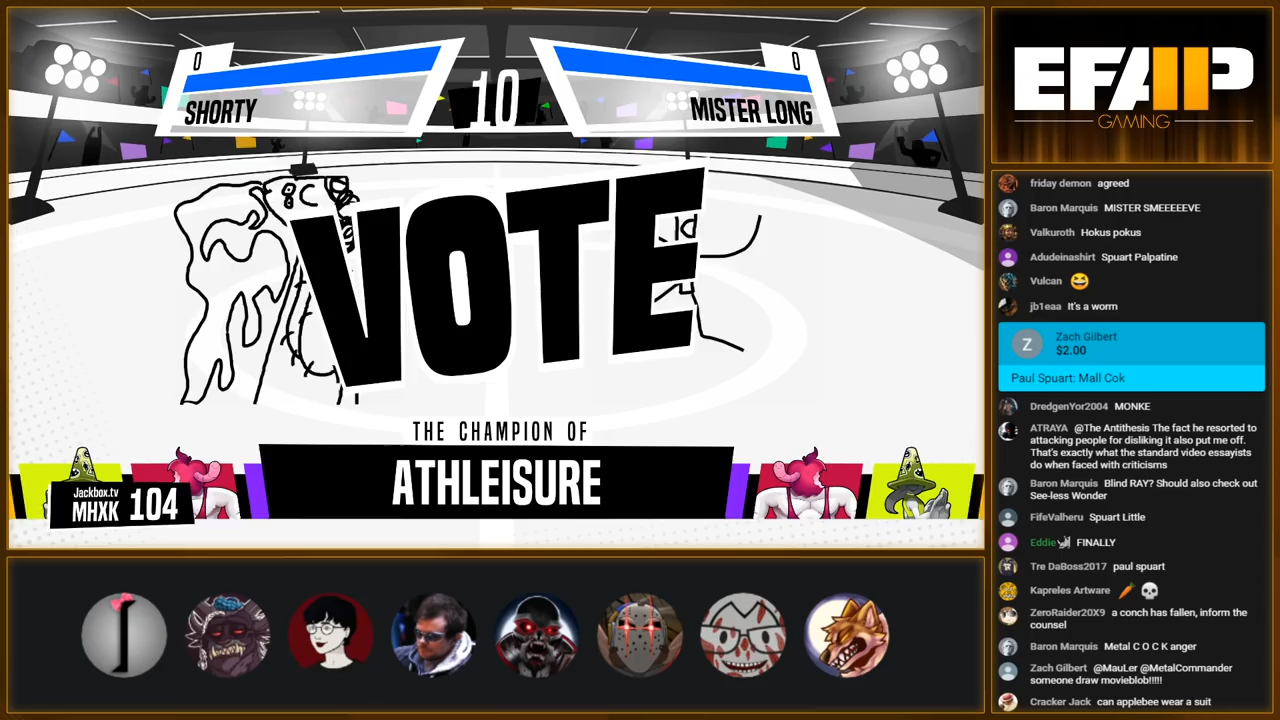 0
SHORTY
10
0
MISTER LONG
8C
VOTE
THE CHAMPION OF
ATHLEISURE
Jackbox.tv
MHXK 104
EFAP
GAMING
friday demon agreed
Baron Marquis MISTER SMEEEEEVE
Valkuroth Hokus pokus
Adudeinashirt Spuart Palpatine
Vulcan 😆
jb1eaa It's a worm
Z
Zach Gilbert
$2.00
Paul Spuart: Mall Cok
DredgenYor2004 MONKE
ATRAYA @The Antithesis The fact he resorted to
attacking people for disliking it also put me off.
That's exactly what the standard video essayists
do when faced with criticisms
Baron Marquis Blind RAY? Should also check out
See-less Wonder
FifeValheru Spuart Little
Eddie FINALLY
Tre DaBoss2017 paul spuart
Kapreles Artware 🥕 💀
ZeroRaider20X9 a conch has fallen, inform the
counsel
Baron Marquis Metal C O C K anger
Zach Gilbert @MauLer @MetalCommander
someone draw movieblob!!!!!
Cracker Jack can applebee wear a suit